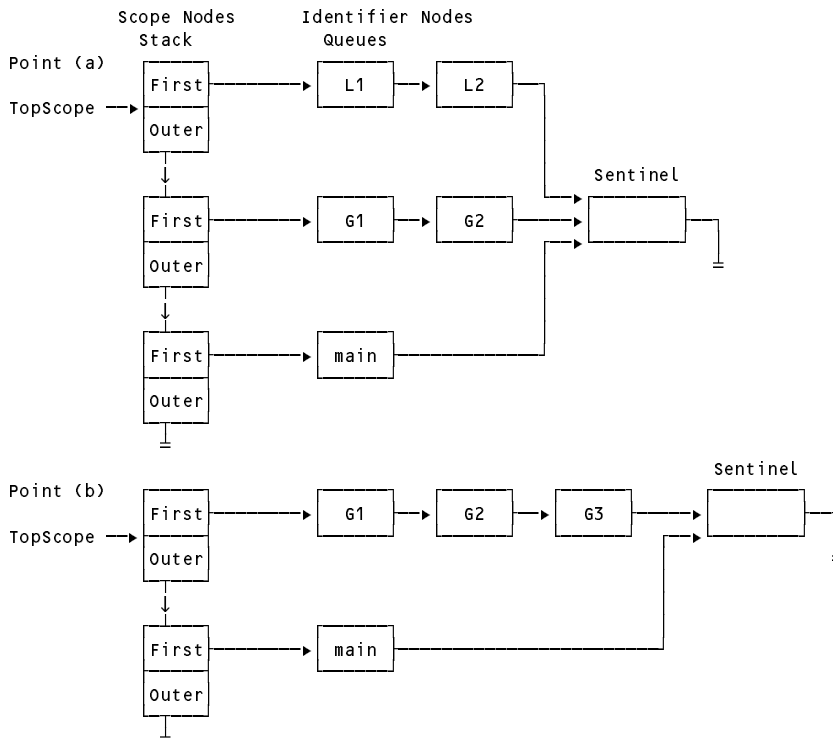 Scope Nodes Identifier Nodes
Stack Queues
Point (a)
First L1 L2
TopScope
Outer
Sentinel
First G1 G2
Outer
First main
Outer
Sentinel
Point (b)
First G1 G2 G3
TopScope
Outer
First main
Outer